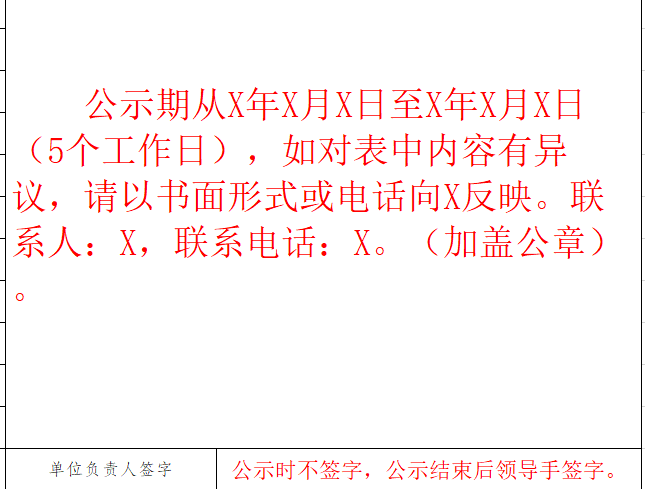 公示期从X年X月X日至X年X月X日
（5个工作日），如对表中内容有异
议，请以书面形式或电话向X反映。联
系人：X，联系电话：X。（加盖公章）
。
单位负责人签字
公示时不签字，公示结束后领导手签字。